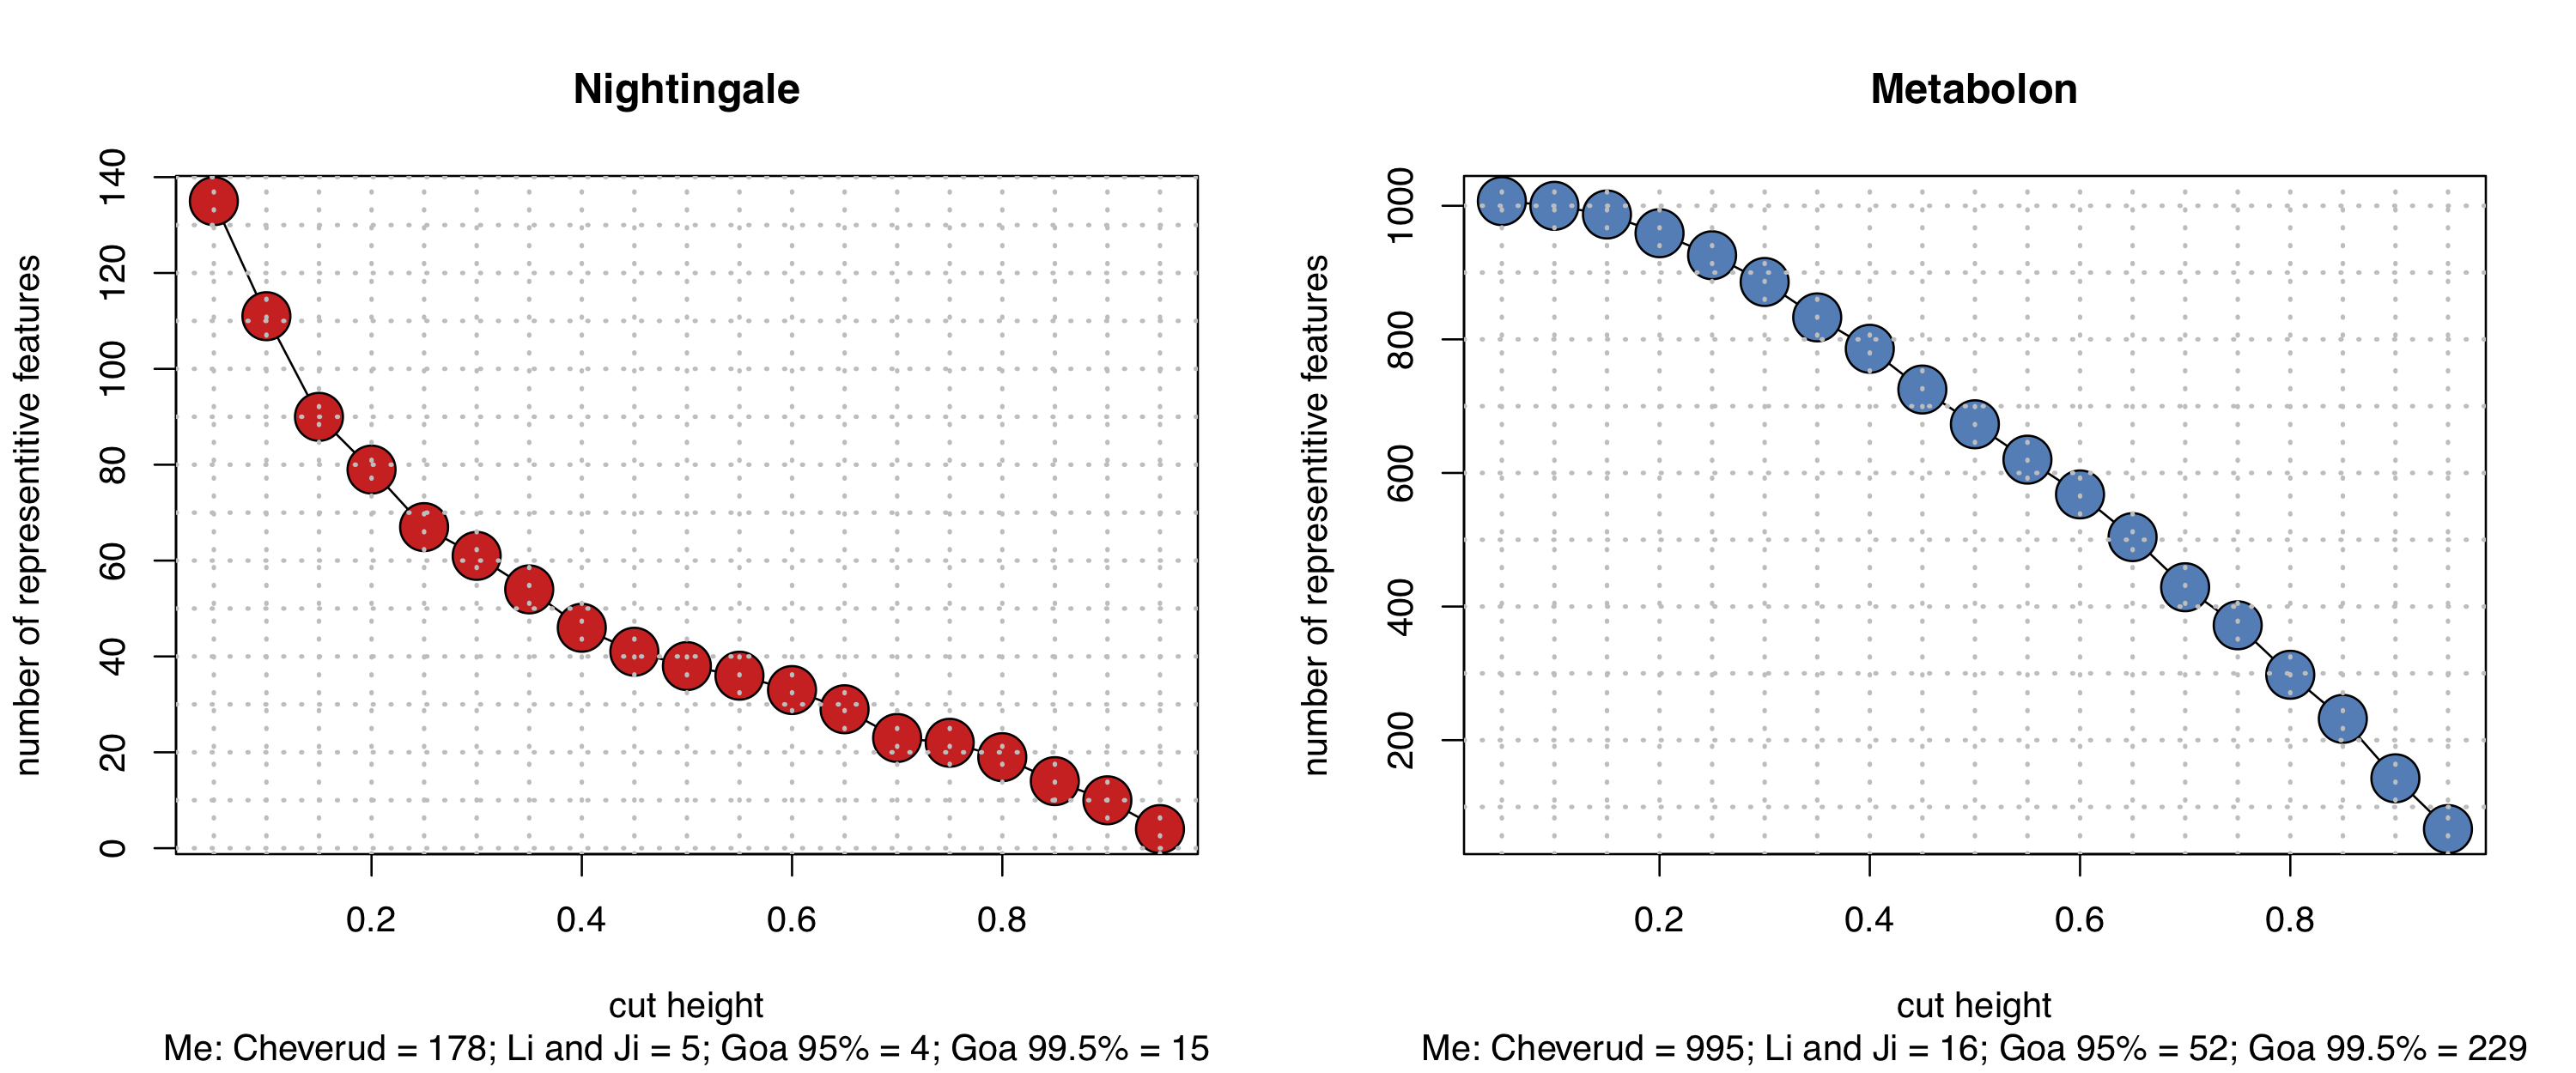 Nightingale
number of representitive features
140
120
100
80
60
40
20
0
0.2 0.4 0.6 0.8
cut height
Me: Cheverud = 178; Li and Ji = 5; Goa 95% = 4; Goa 99.5% = 15
Metabolon
number of representitive features
1000
800
600
400
200
0.2 0.4 0.6 0.8
cut height
Me: Cheverud = 995; Li and Ji = 16; Goa 95% = 52; Goa 99.5% = 229